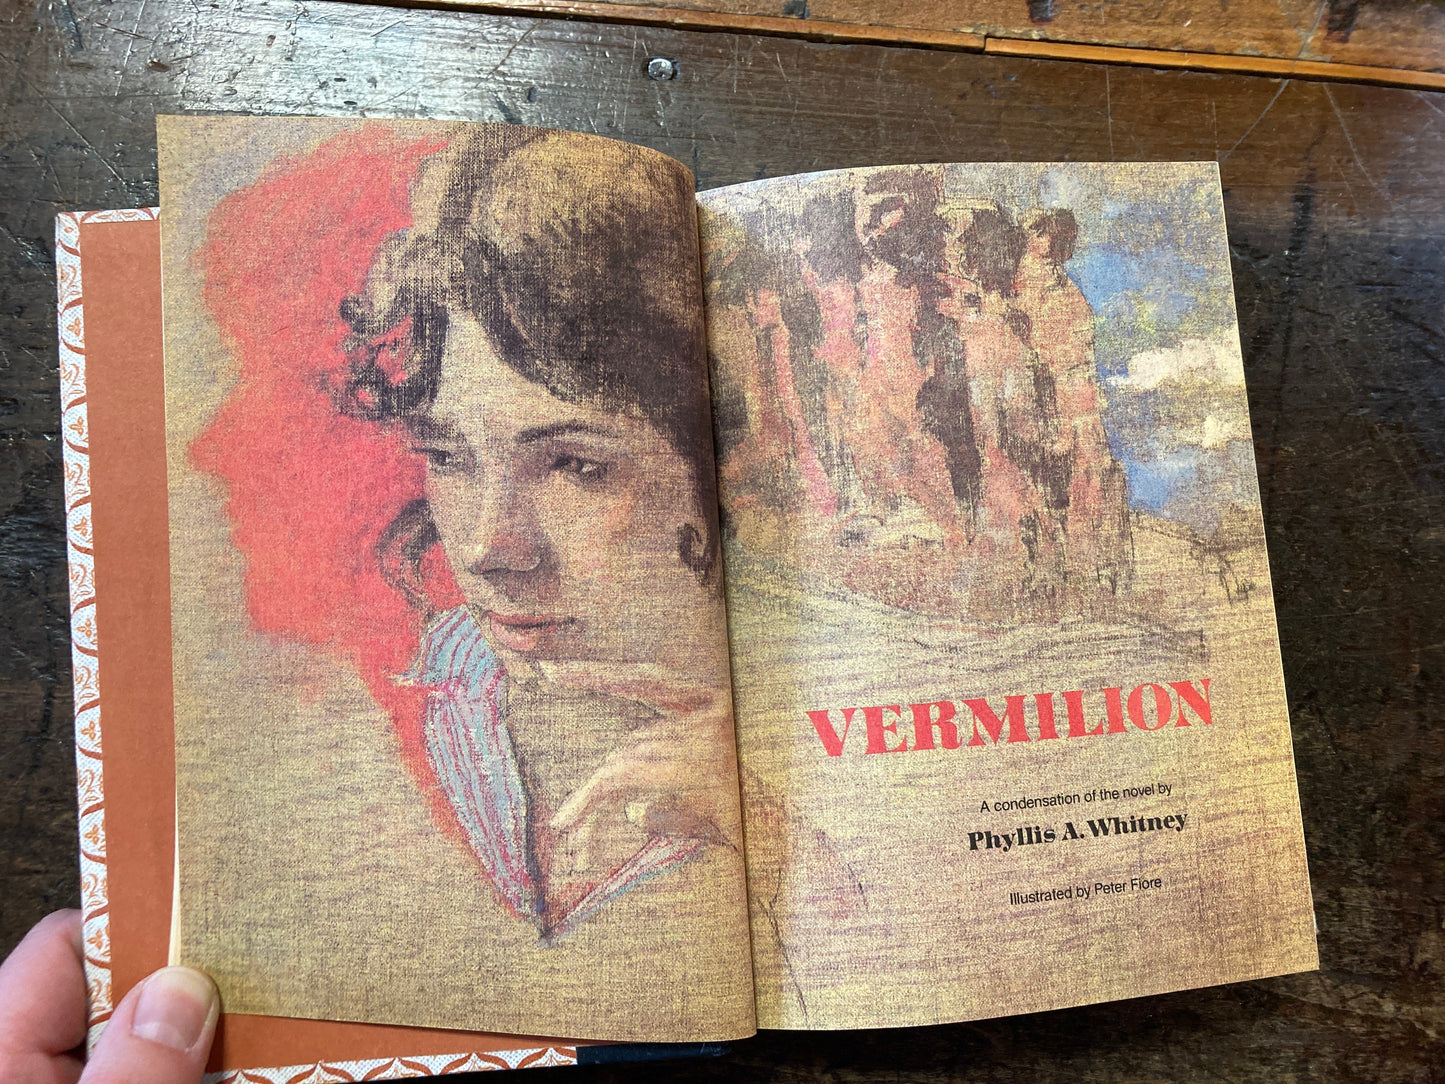 VERMILION
A condensation of the novel by
Phyllis A. Whitney
Illustrated by Peter Fiore